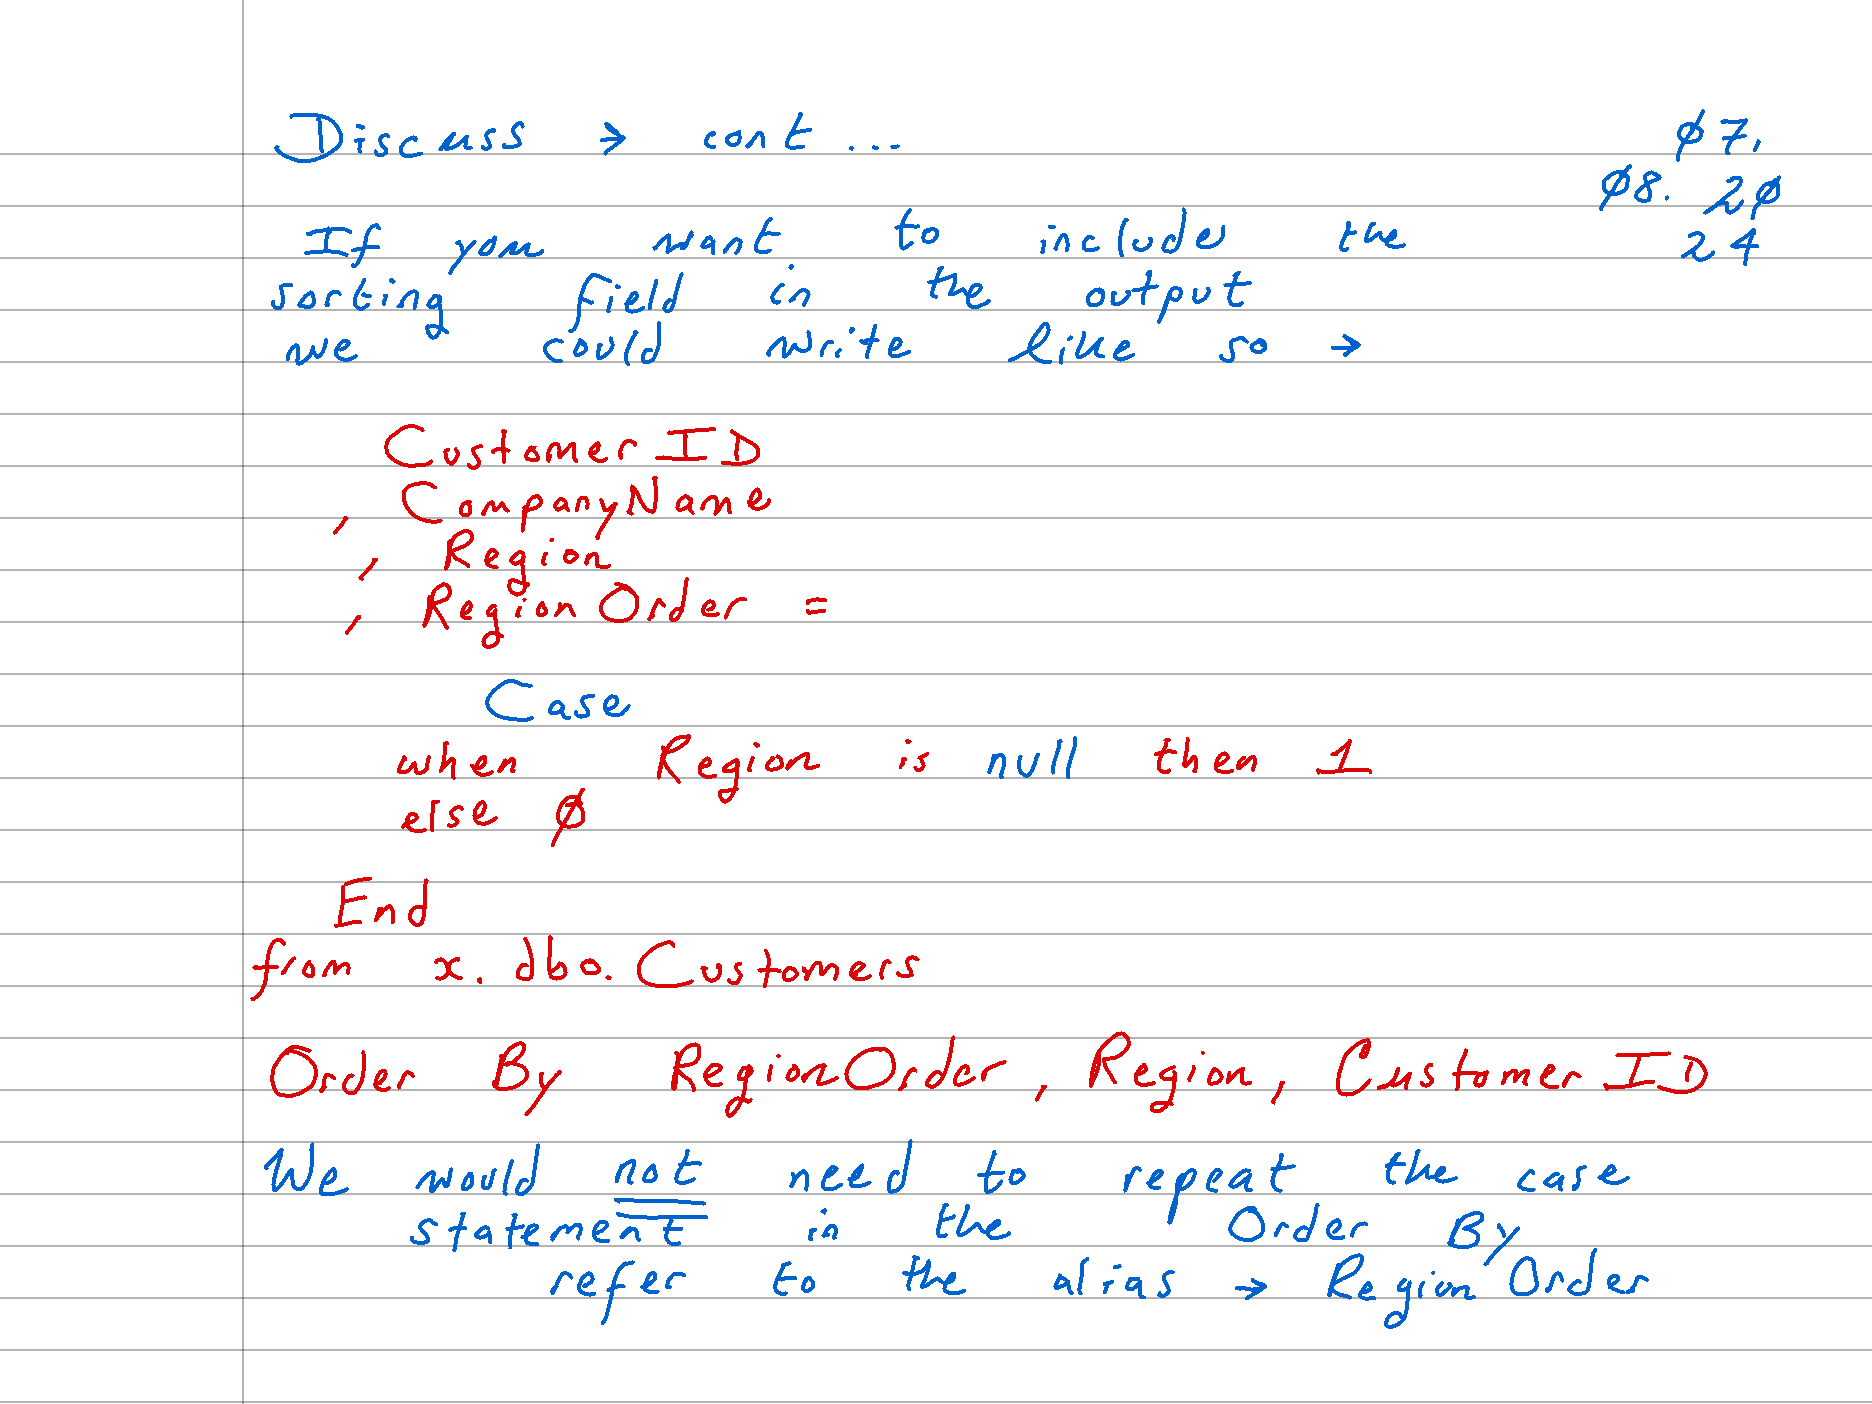 Discuss → cont ...
Ø7.
Ø8. 2Ø
24
If you want to include the
sorting field in the output
we could write like so →
CustomerID
, CompanyName
, Region
, RegionOrder =
Case
when Region is null then 1
else Ø
End
from x.dbo.Customers
Order By RegionOrder, Region, CustomerID
We would not need to repeat the case
statement in the Order By
refer to the alias → RegionOrder